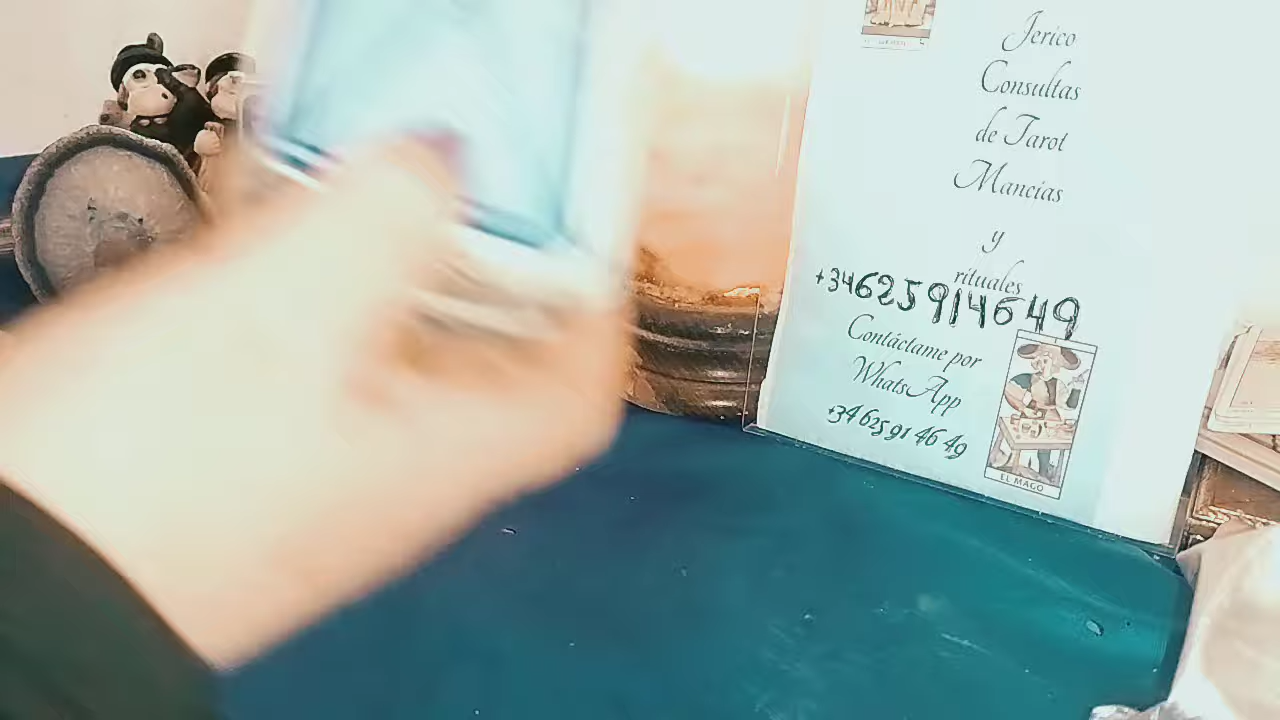 Jerico
Consultas
de Tarot
Mancias
y
rituales
+34625914649
Contáctame por
WhatsApp
+34 625 91 46 49
EL MAGO